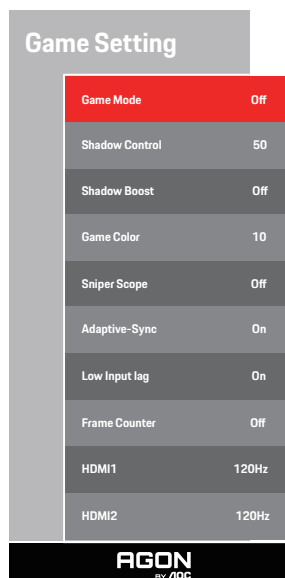 Game Setting
Game Mode Off
Shadow Control 50
Shadow Boost Off
Game Color 10
Sniper Scope Off
Adaptive-Sync On
Low Input lag On
Frame Counter Off
HDMI1 120Hz
HDMI2 120Hz
AGON
BY AOC